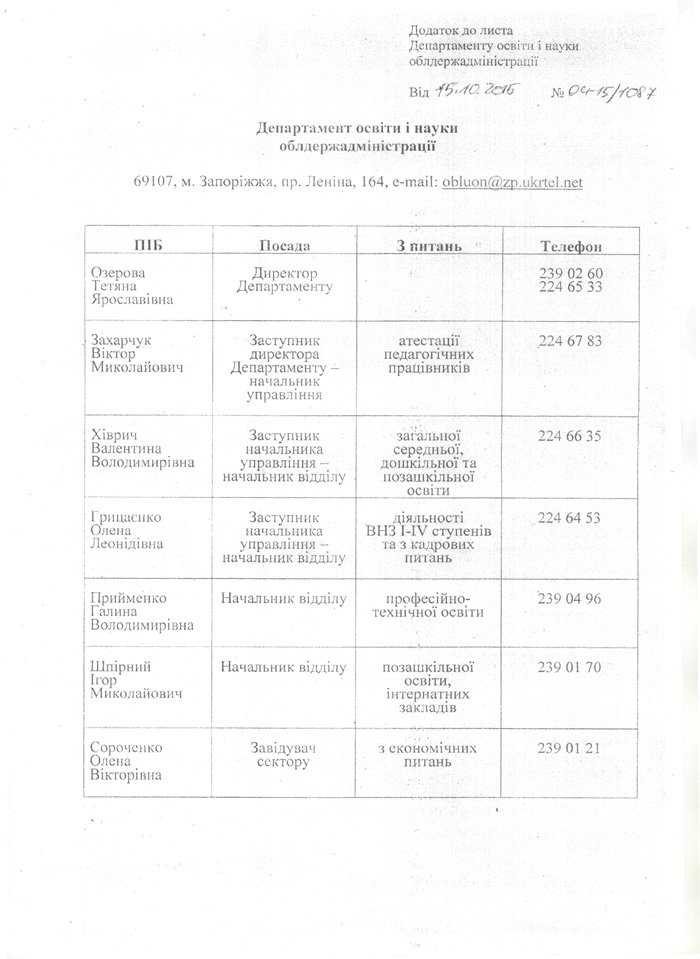 Додаток до листа
Департаменту освіти і науки
облдержадміністрації
Від 15.10.2015 № 04-15/1087
Департамент освіти і науки
облдержадміністрації
69107, м. Запоріжжя, пр. Леніна, 164, e-mail: obluon@zp.ukrtel.net
ПІБ Посада З питань Телефон
Озерова Директор 239 02 60
Тетяна Департаменту 224 65 33
Ярославівна
Захарчук Заступник атестації 224 67 83
Віктор директора педагогічних
Миколайович Департаменту – працівників
начальник
управління
Хіврич Заступник загальної 224 66 35
Валентина начальника середньої,
Володимирівна управління – дошкільної та
начальник відділу позашкільної
освіти
Грицаєнко Заступник діяльності 224 64 53
Олена начальника ВНЗ І-ІV ступенів
Леонідівна управління – та з кадрових
начальник відділу питань
Прийменко Начальник відділу професійно- 239 04 96
Галина технічної освіти
Володимирівна
Шпірний Начальник відділу позашкільної 239 01 70
Ігор освіти,
Миколайович інтернатних
закладів
Сороченко Завідувач з економічних 239 01 21
Олена сектору питань
Вікторівна